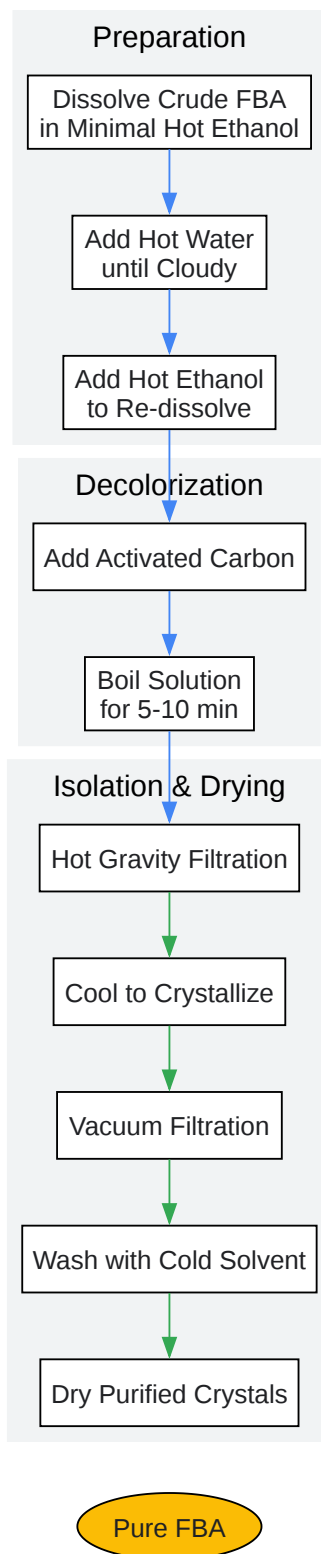 Preparation
Dissolve Crude FBA
in Minimal Hot Ethanol
Add Hot Water
until Cloudy
Add Hot Ethanol
to Re-dissolve
Decolorization
Add Activated Carbon
Boil Solution
for 5-10 min
Isolation & Drying
Hot Gravity Filtration
Cool to Crystallize
Vacuum Filtration
Wash with Cold Solvent
Dry Purified Crystals
Pure FBA